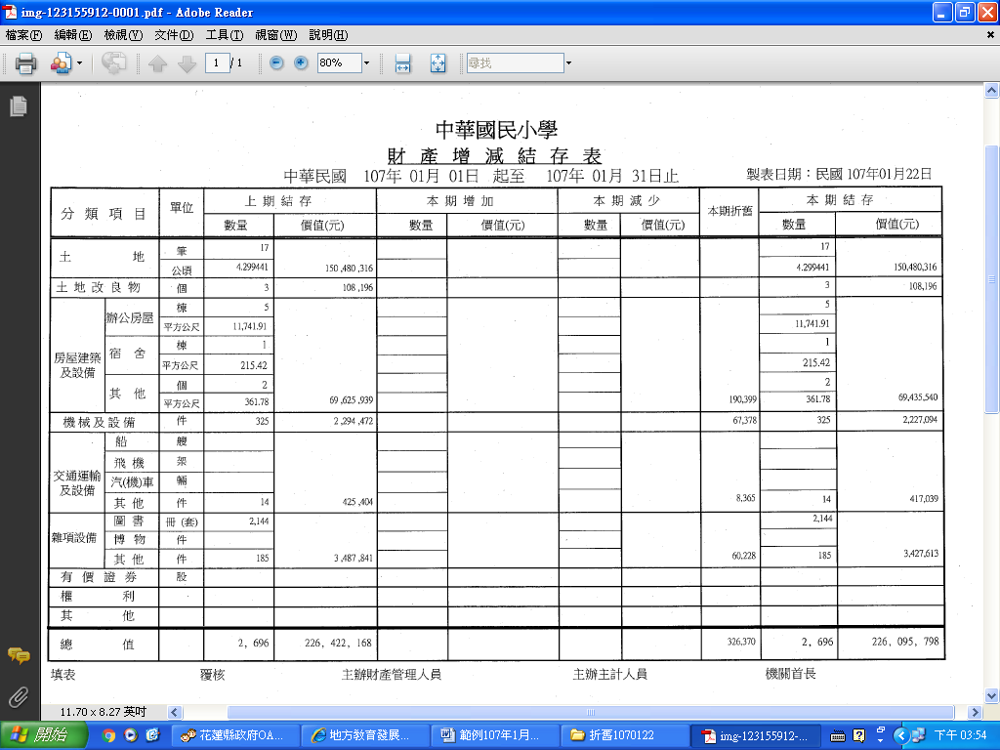 img-123155912-0001.pdf - Adobe Reader
檔案(F) 編輯(E) 檢視(V) 文件(D) 工具(T) 視窗(W) 說明(H)
1 / 1 80% 尋找
中華國民小學
財產增減結存表
中華民國 107年 01月 01日 起至 107年 01月 31日止 製表日期：民國 107年01月22日
分類項目 單位 上期結存 本期增加 本期減少 本期折舊 本期結存
數量 價值(元) 數量 價值(元) 數量 價值(元) 數量 價值(元)
土地 筆 17 17
公頃 4.299441 150,480,316 4.299441 150,480,316
土地改良物 個 3 108,196 3 108,196
房屋建築及設備 辦公房屋 棟 5 5
平方公尺 11,741.91 11,741.91
宿舍 棟 1 1
平方公尺 215.42 215.42
其他 個 2 2
平方公尺 361.78 69,625,939 190,399 361.78 69,435,540
機械及設備 件 325 2,294,472 67,378 325 2,227,094
交通運輸及設備 船 艘
飛機 架
汽(機)車 輛
其他 件 14 425,404 8,365 14 417,039
雜項設備 圖書 冊(套) 2,144 2,144
博物 件
其他 件 185 3,487,841 60,228 185 3,427,613
有價證券 股
權利
其他
總值 2,696 226,422,168 326,370 2,696 226,095,798
填表 覆核 主辦財產管理人員 主辦主計人員 機關首長
11.70 x 8.27 英吋
開始 花蓮縣政府OA... 地方教育發展... 範例107年1月... 折舊1070122 img-123155912-0... 下午 03:54